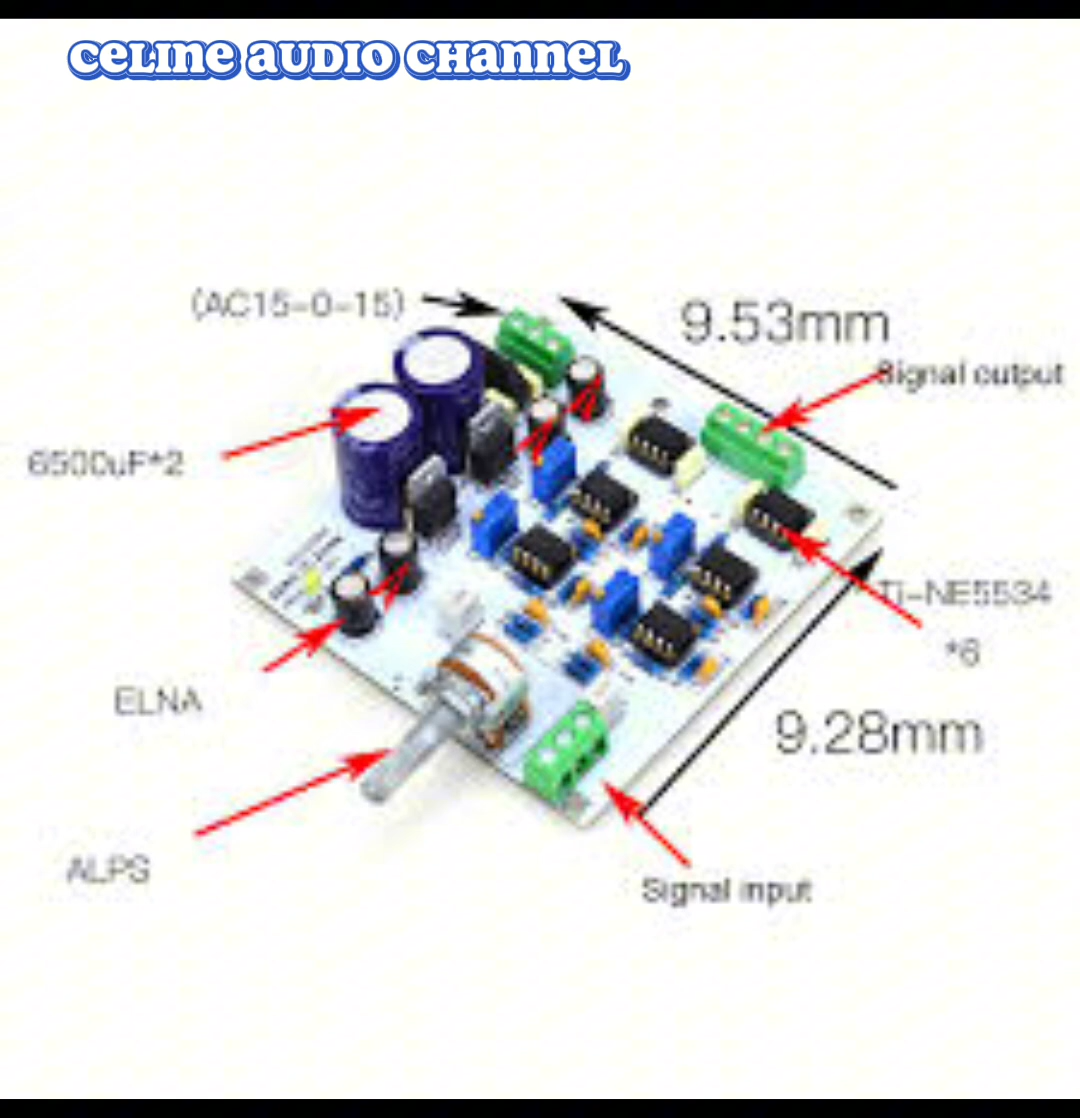 CELINE AUDIO CHANNEL
(AC15-0-15)
9.53mm
Signal output
6500uF*2
Ti-NE5534
*6
ELNA
9.28mm
ALPS
Signal input